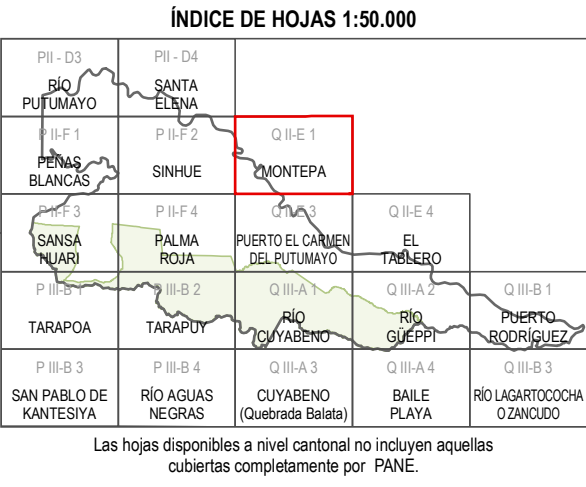 ÍNDICE DE HOJAS 1:50.000
PII - D3
RÍO
PUTUMAYO
PII - D4
SANTA
ELENA
P II-F 1
PEÑAS
BLANCAS
P II-F 2
SINHUE
Q II-E 1
MONTEPA
P II-F 3
SANSA
HUARI
P II-F 4
PALMA
ROJA
Q II-E 3
PUERTO EL CARMEN
DEL PUTUMAYO
Q II-E 4
EL
TABLERO
P III-B 1
TARAPOA
P III-B 2
TARAPUY
Q III-A 1
RÍO
CUYABENO
Q III-A 2
RÍO
GÜEPPI
Q III-B 1
PUERTO
RODRÍGUEZ
P III-B 3
SAN PABLO DE
KANTESIYA
P III-B 4
RÍO AGUAS
NEGRAS
Q III-A 3
CUYABENO
(Quebrada Balata)
Q III-A 4
BAILE
PLAYA
Q III-B 3
RÍO LAGARTOCOCHA
O ZANCUDO
Las hojas disponibles a nivel cantonal no incluyen aquellas
cubiertas completamente por PANE.